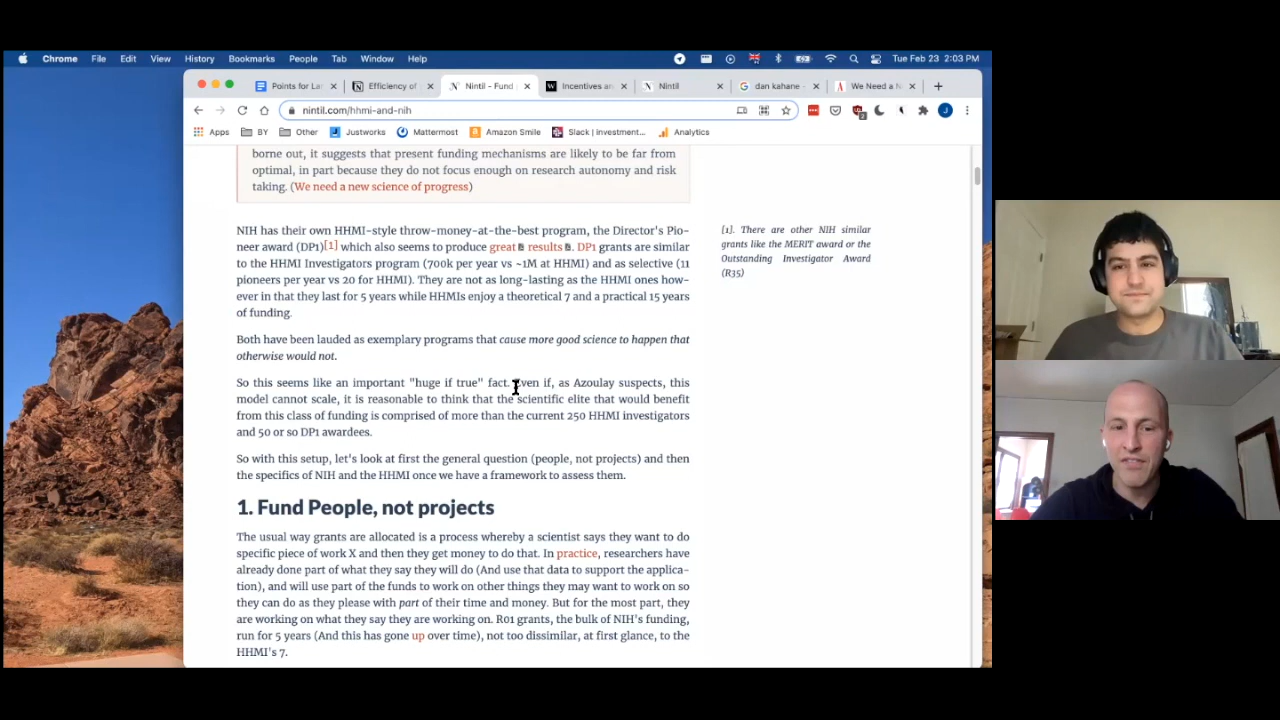 Chrome File Edit View History Bookmarks People Tab Window Help Tue Feb 23 2:03 PM
Points for La Efficiency of Nintil - Fund Incentives an Nintil dan kahane - We Need a N
nintil.com/hhmi-and-nih
Apps BY Other Justworks Mattermost Amazon Smile Slack | investment... Analytics
borne out, it suggests that present funding mechanisms are likely to be far from
optimal, in part because they do not focus enough on research autonomy and risk
taking. (We need a new science of progress)
NIH has their own HHMI-style throw-money-at-the-best program, the Director's Pio-
neer award (DP1)[1] which also seems to produce great results. DP1 grants are similar
to the HHMI Investigators program (700k per year vs ~1M at HHMI) and as selective (11
pioneers per year vs 20 for HHMI). They are not as long-lasting as the HHMI ones how-
ever in that they last for 5 years while HHMIs enjoy a theoretical 7 and a practical 15 years
of funding.
[1]. There are other NIH similar
grants like the MERIT award or the
Outstanding Investigator Award
(R35)
Both have been lauded as exemplary programs that cause more good science to happen that
otherwise would not.
So this seems like an important "huge if true" fact. Even if, as Azoulay suspects, this
model cannot scale, it is reasonable to think that the scientific elite that would benefit
from this class of funding is comprised of more than the current 250 HHMI investigators
and 50 or so DP1 awardees.
So with this setup, let's look at first the general question (people, not projects) and then
the specifics of NIH and the HHMI once we have a framework to assess them.
1. Fund People, not projects
The usual way grants are allocated is a process whereby a scientist says they want to do
specific piece of work X and then they get money to do that. In practice, researchers have
already done part of what they say they will do (And use that data to support the applica-
tion), and will use part of the funds to work on other things they may want to work on so
they can do as they please with part of their time and money. But for the most part, they
are working on what they say they are working on. R01 grants, the bulk of NIH's funding,
run for 5 years (And this has gone up over time), not too dissimilar, at first glance, to the
HHMI's 7.